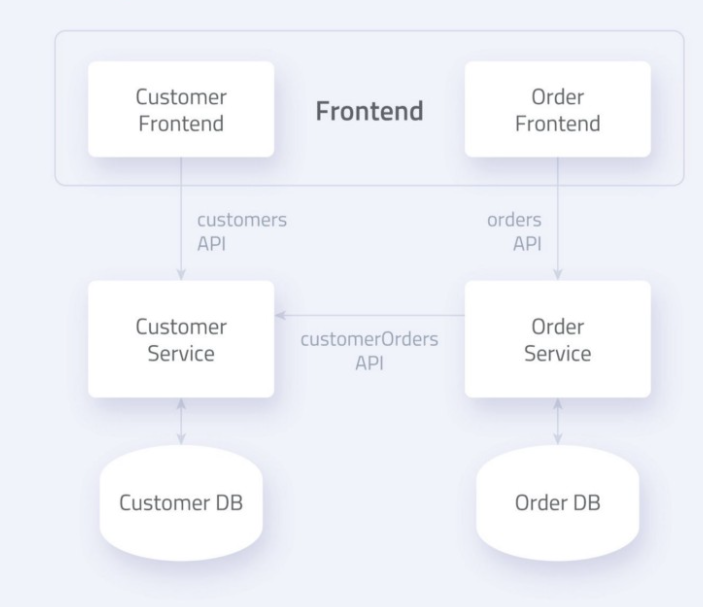 Customer
Frontend
Frontend
Order
Frontend
customers
API
orders
API
Customer
Service
customerOrders
API
Order
Service
Customer DB
Order DB